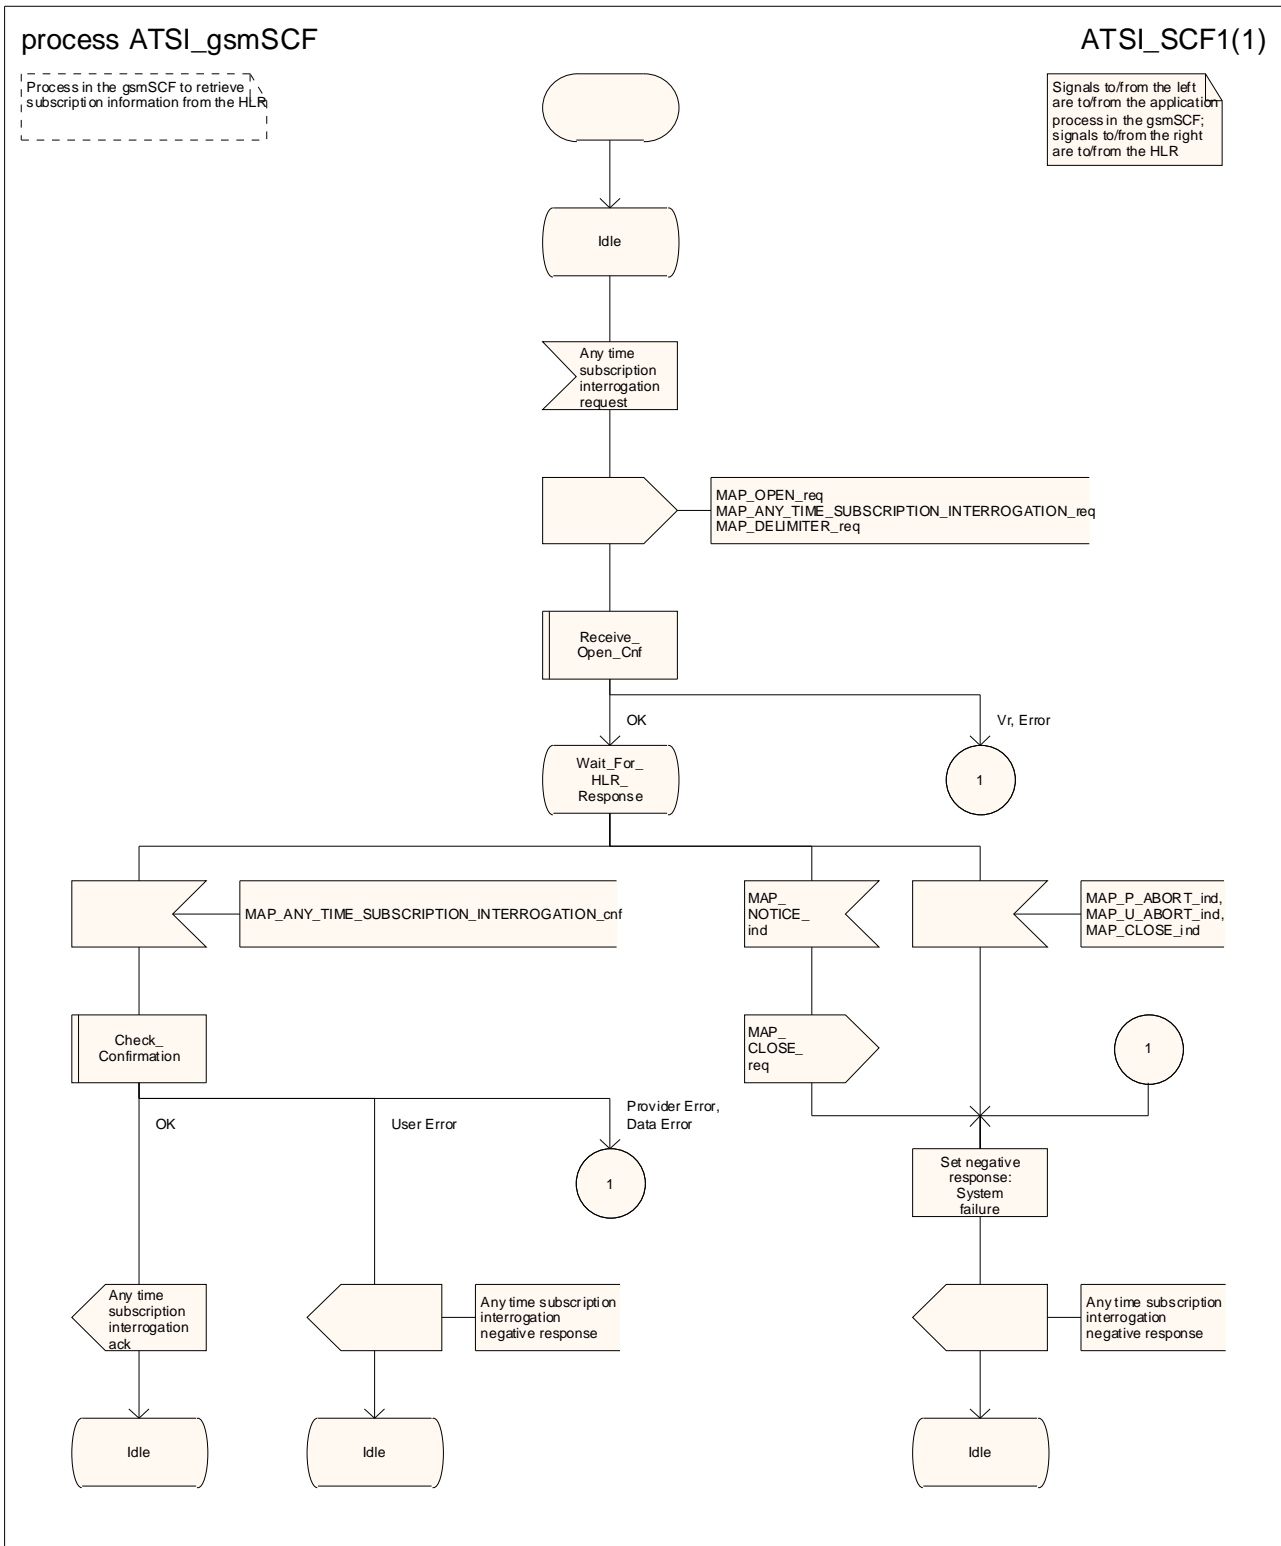 process ATSI_gsmSCF
ATSI_SCF1(1)
Process in the gsmSCF to retrieve
subscription information from the HLR
Signals to/from the left
are to/from the application
process in the gsmSCF;
signals to/from the right
are to/from the HLR
Idle
Any time
subscription
interrogation
request
MAP_OPEN_req
MAP_ANY_TIME_SUBSCRIPTION_INTERROGATION_req
MAP_DELIMITER_req
Receive_
Open_Cnf
OK
Vr, Error
Wait_For_
HLR_
Response
1
MAP_ANY_TIME_SUBSCRIPTION_INTERROGATION_cnf
MAP_
NOTICE_
ind
MAP_P_ABORT_ind,
MAP_U_ABORT_ind,
MAP_CLOSE_ind
Check_
Confirmation
MAP_
CLOSE_
req
1
OK
User Error
Provider Error,
Data Error
1
Set negative
response:
System
failure
Any time
subscription
interrogation
ack
Any time subscription
interrogation
negative response
Any time subscription
interrogation
negative response
Idle
Idle
Idle